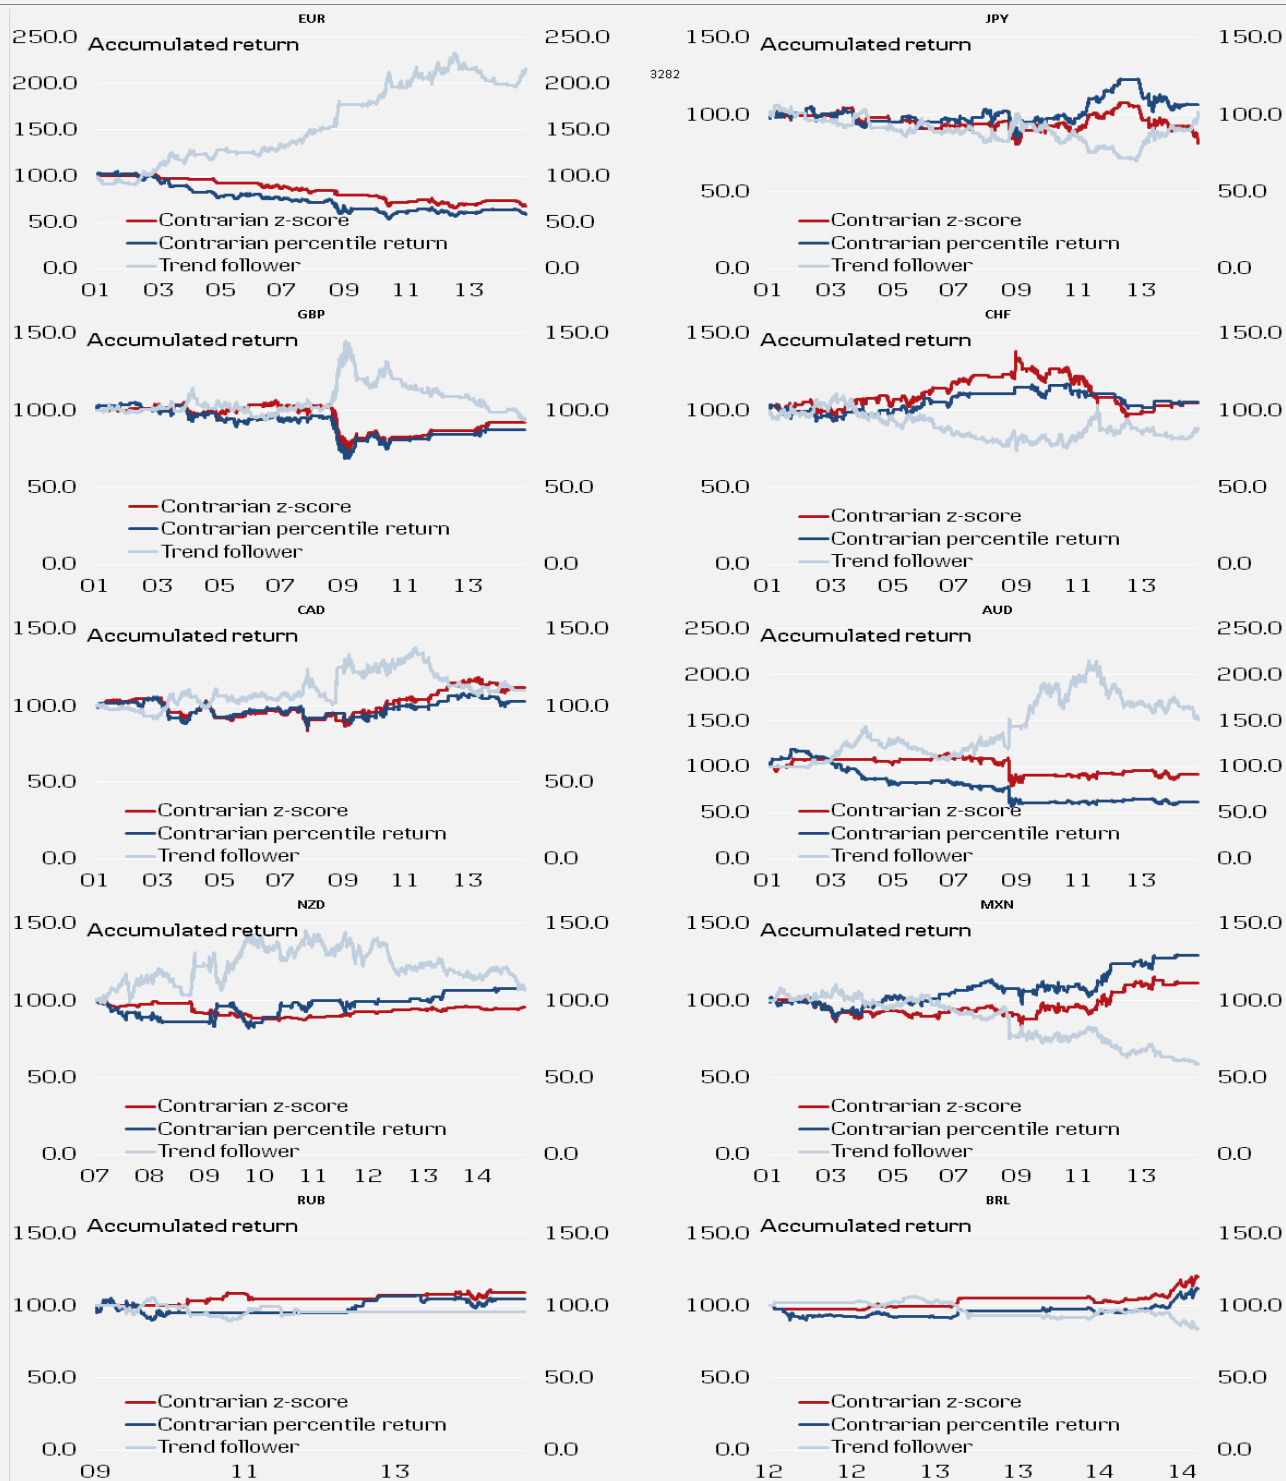 EUR
250.0 Accumulated return 250.0
200.0 200.0
150.0 150.0
100.0 100.0
50.0 50.0
Contrarian z-score
Contrarian percentile return
0.0 Trend follower 0.0
01 03 05 07 09 11 13
3282
JPY
150.0 Accumulated return 150.0
100.0 100.0
50.0 50.0
Contrarian z-score
Contrarian percentile return
0.0 Trend follower 0.0
01 03 05 07 09 11 13
GBP
150.0 Accumulated return 150.0
100.0 100.0
50.0 50.0
Contrarian z-score
Contrarian percentile return
Trend follower
0.0 0.0
01 03 05 07 09 11 13
CHF
150.0 Accumulated return 150.0
100.0 100.0
50.0 50.0
Contrarian z-score
Contrarian percentile return
0.0 Trend follower 0.0
01 03 05 07 09 11 13
CAD
150.0 Accumulated return 150.0
100.0 100.0
50.0 50.0
Contrarian z-score
Contrarian percentile return
0.0 Trend follower 0.0
01 03 05 07 09 11 13
AUD
250.0 Accumulated return 250.0
200.0 200.0
150.0 150.0
100.0 100.0
50.0 50.0
Contrarian z-score
Contrarian percentile return
0.0 Trend follower 0.0
01 03 05 07 09 11 13
NZD
150.0 Accumulated return 150.0
100.0 100.0
50.0 50.0
Contrarian z-score
Contrarian percentile return
0.0 Trend follower 0.0
07 08 09 10 11 12 13 14
MXN
150.0 Accumulated return 150.0
100.0 100.0
50.0 50.0
Contrarian z-score
Contrarian percentile return
0.0 Trend follower 0.0
01 03 05 07 09 11 13
RUB
150.0 Accumulated return 150.0
100.0 100.0
50.0 50.0
Contrarian z-score
Contrarian percentile return
0.0 Trend follower 0.0
09 11 13
BRL
150.0 Accumulated return 150.0
100.0 100.0
50.0 50.0
Contrarian z-score
Contrarian percentile return
0.0 Trend follower 0.0
12 12 13 13 14 14